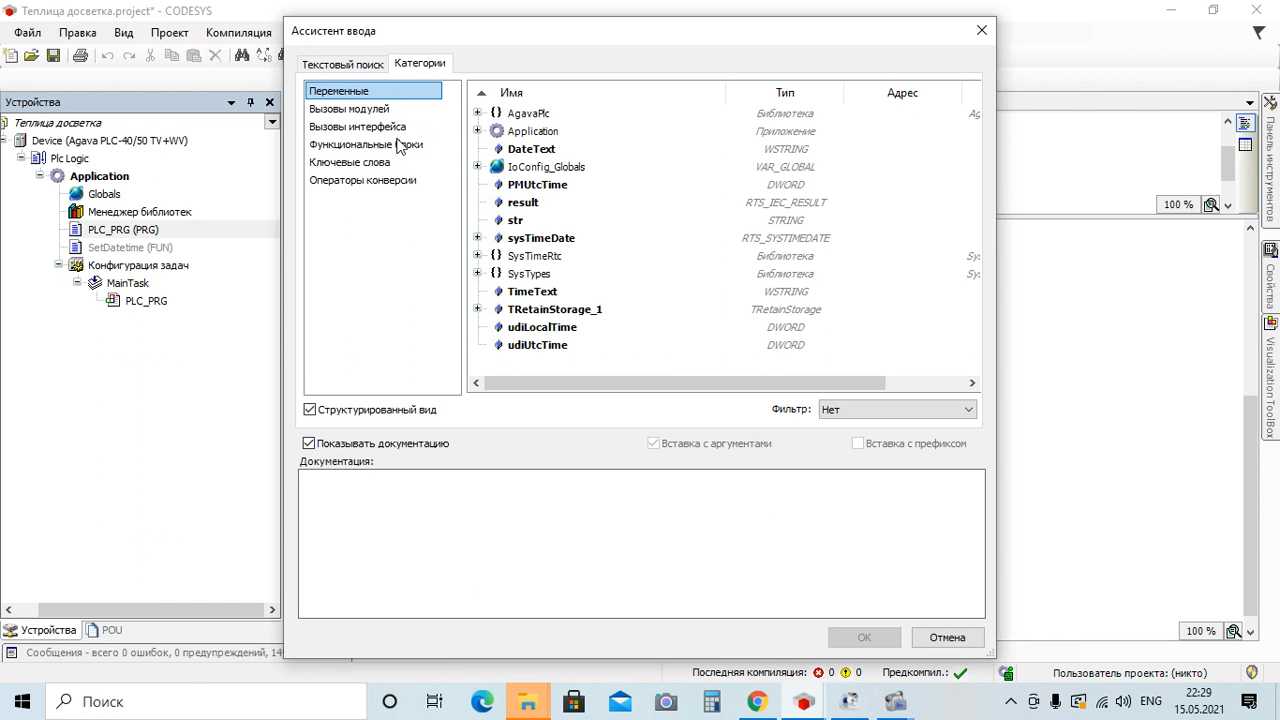 Теплица досветка.project* - CODESYS
Файл Правка Вид Проект Компиляция
Устройства
Теплица досветка
Device (Agava PLC-40/50 TV+WV)
Plc Logic
Application
Globals
Менеджер библиотек
PLC_PRG (PRG)
SetDatetime (FUN)
Конфигурация задач
MainTask
PLC_PRG
Устройства POU
Ассистент ввода
Текстовый поиск Категории
Переменные
Вызовы модулей
Вызовы интерфейса
Функциональные
Ключевые слова
Операторы конверсии
Имя Тип Адрес
AgavaPlc Библиотека
Application Приложение
DateText WSTRING
IoConfig_Globals VAR_GLOBAL
PMUtcTime DWORD
result RTS_IEC_RESULT
str STRING
sysTimeDate RTS_SYSTIMEDATE
SysTimeRtc Библиотека
SysTypes Библиотека
TimeText WSTRING
TRetainStorage_1 TRetainStorage
udiLocalTime DWORD
udiUtcTime DWORD
Структурированный вид Фильтр: Нет
Показывать документацию Вставка с аргументами Вставка с префиксом
Документация:
OK Отмена
100 %
100 %
Панель инструментов
Свойства
Visualization ToolBox
Сообщения - всего 0 ошибок, 0 предупреждений,
Последняя компиляция: 0 0 Предкомпил.: Пользователь проекта: (никто)
Поиск
ENG
22:29
15.05.2021